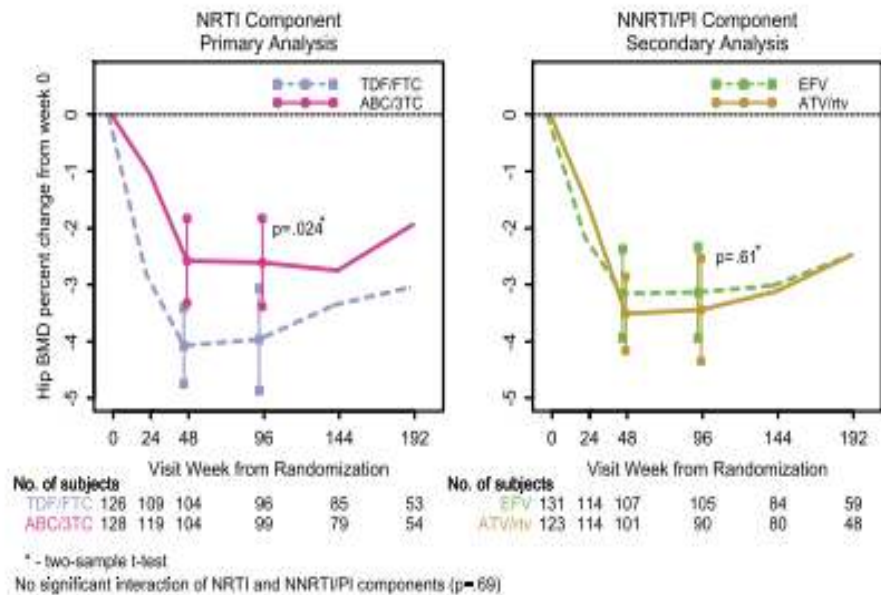 NRTI Component
Primary Analysis
TDF/FTC
ABC/3TC
Hip BMD percent change from week 0
0
-1
-2
-3
-4
-5
p=.024*
0 24 48 96 144 192
Visit Week from Randomization
No. of subjects
TDF/FTC 126 109 104 96 85 53
ABC/3TC 128 119 104 99 79 54
NNRTI/PI Component
Secondary Analysis
EFV
ATV/rtv
0
-1
-2
-3
-4
-5
p=.61*
0 24 48 96 144 192
Visit Week from Randomization
No. of subjects
EFV 131 114 107 105 84 59
ATV/rtv 123 114 101 90 80 48
* - two-sample t-test
No significant interaction of NRTI and NNRTI/PI components (p=.69)